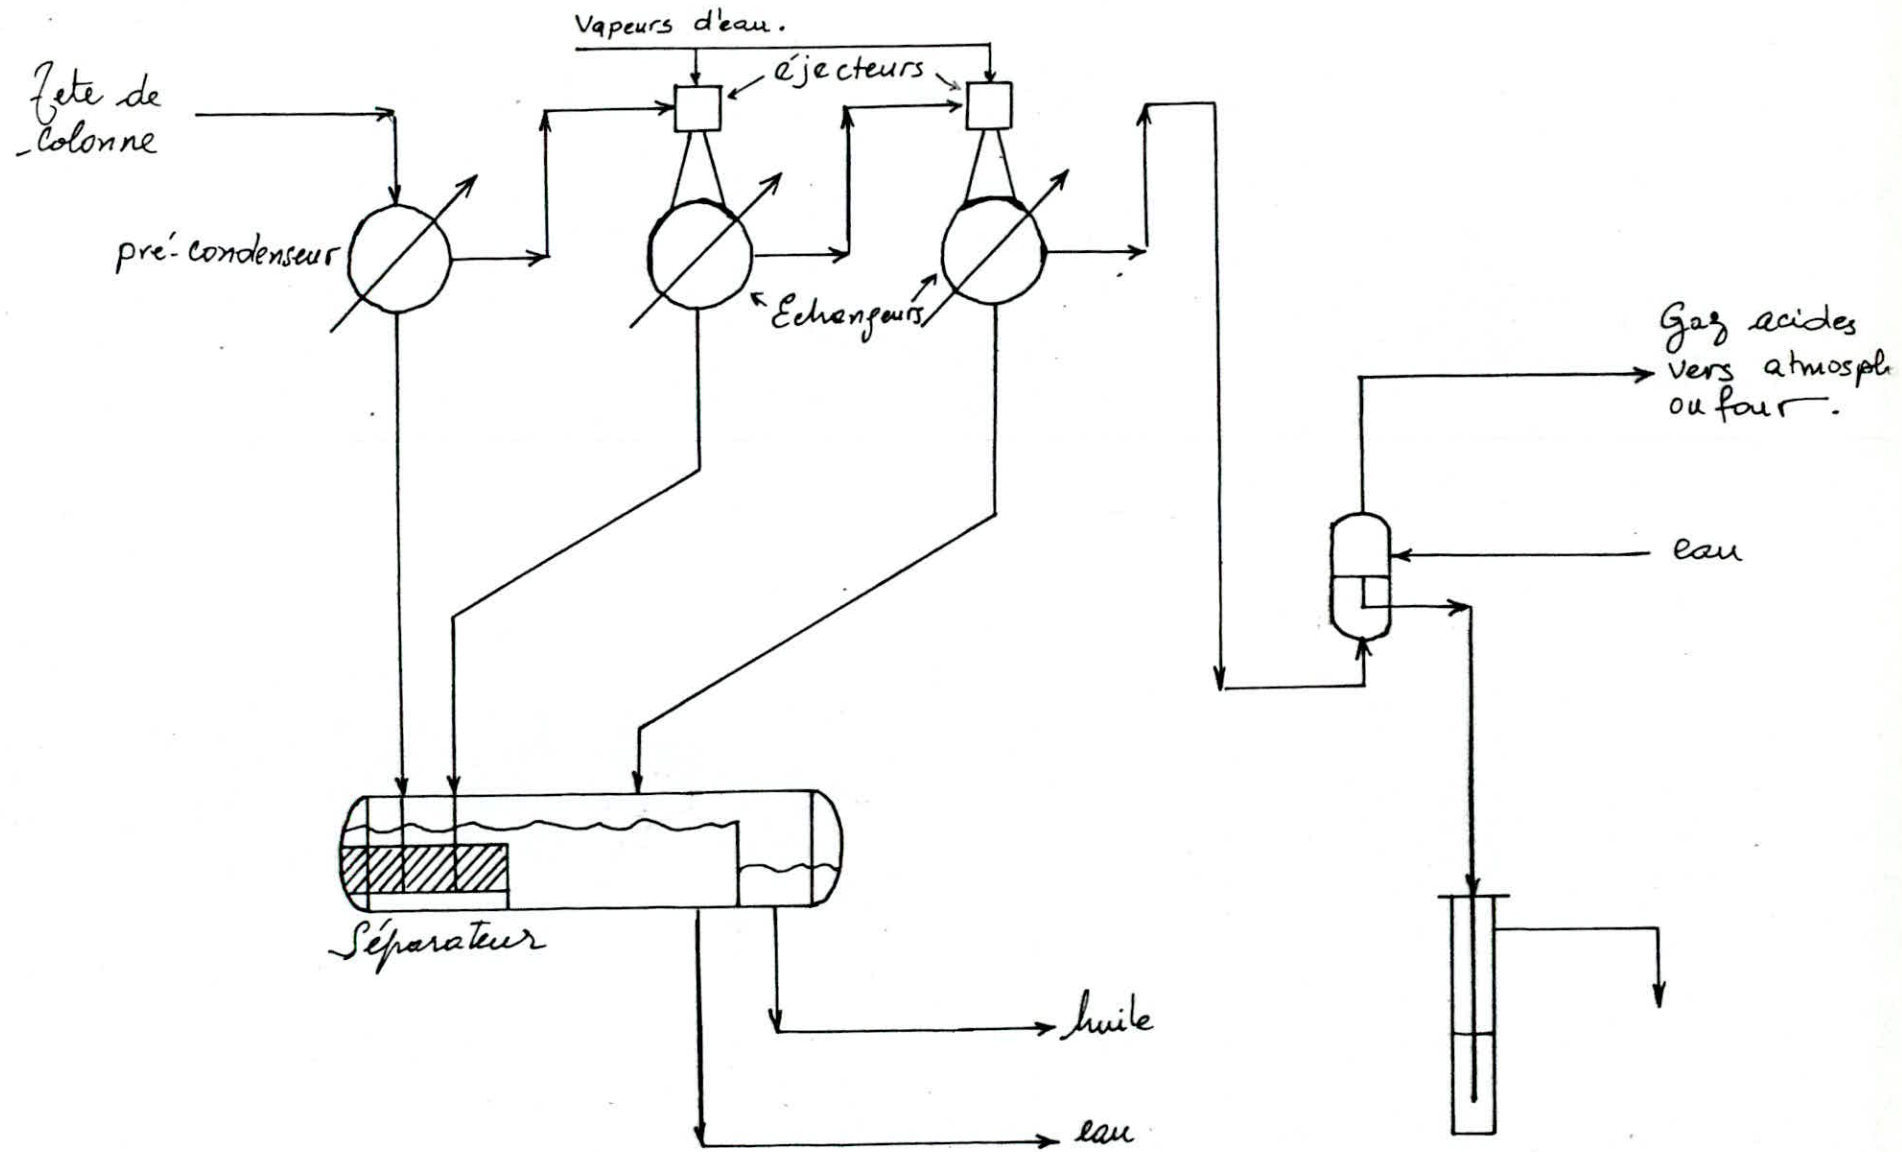 Vapeurs d'eau.
éjecteurs
Tete de
colonne
pré-condenseur
Echangeurs
Gaz acides
vers atmosph
ou four.
eau
Séparateur
huile
eau